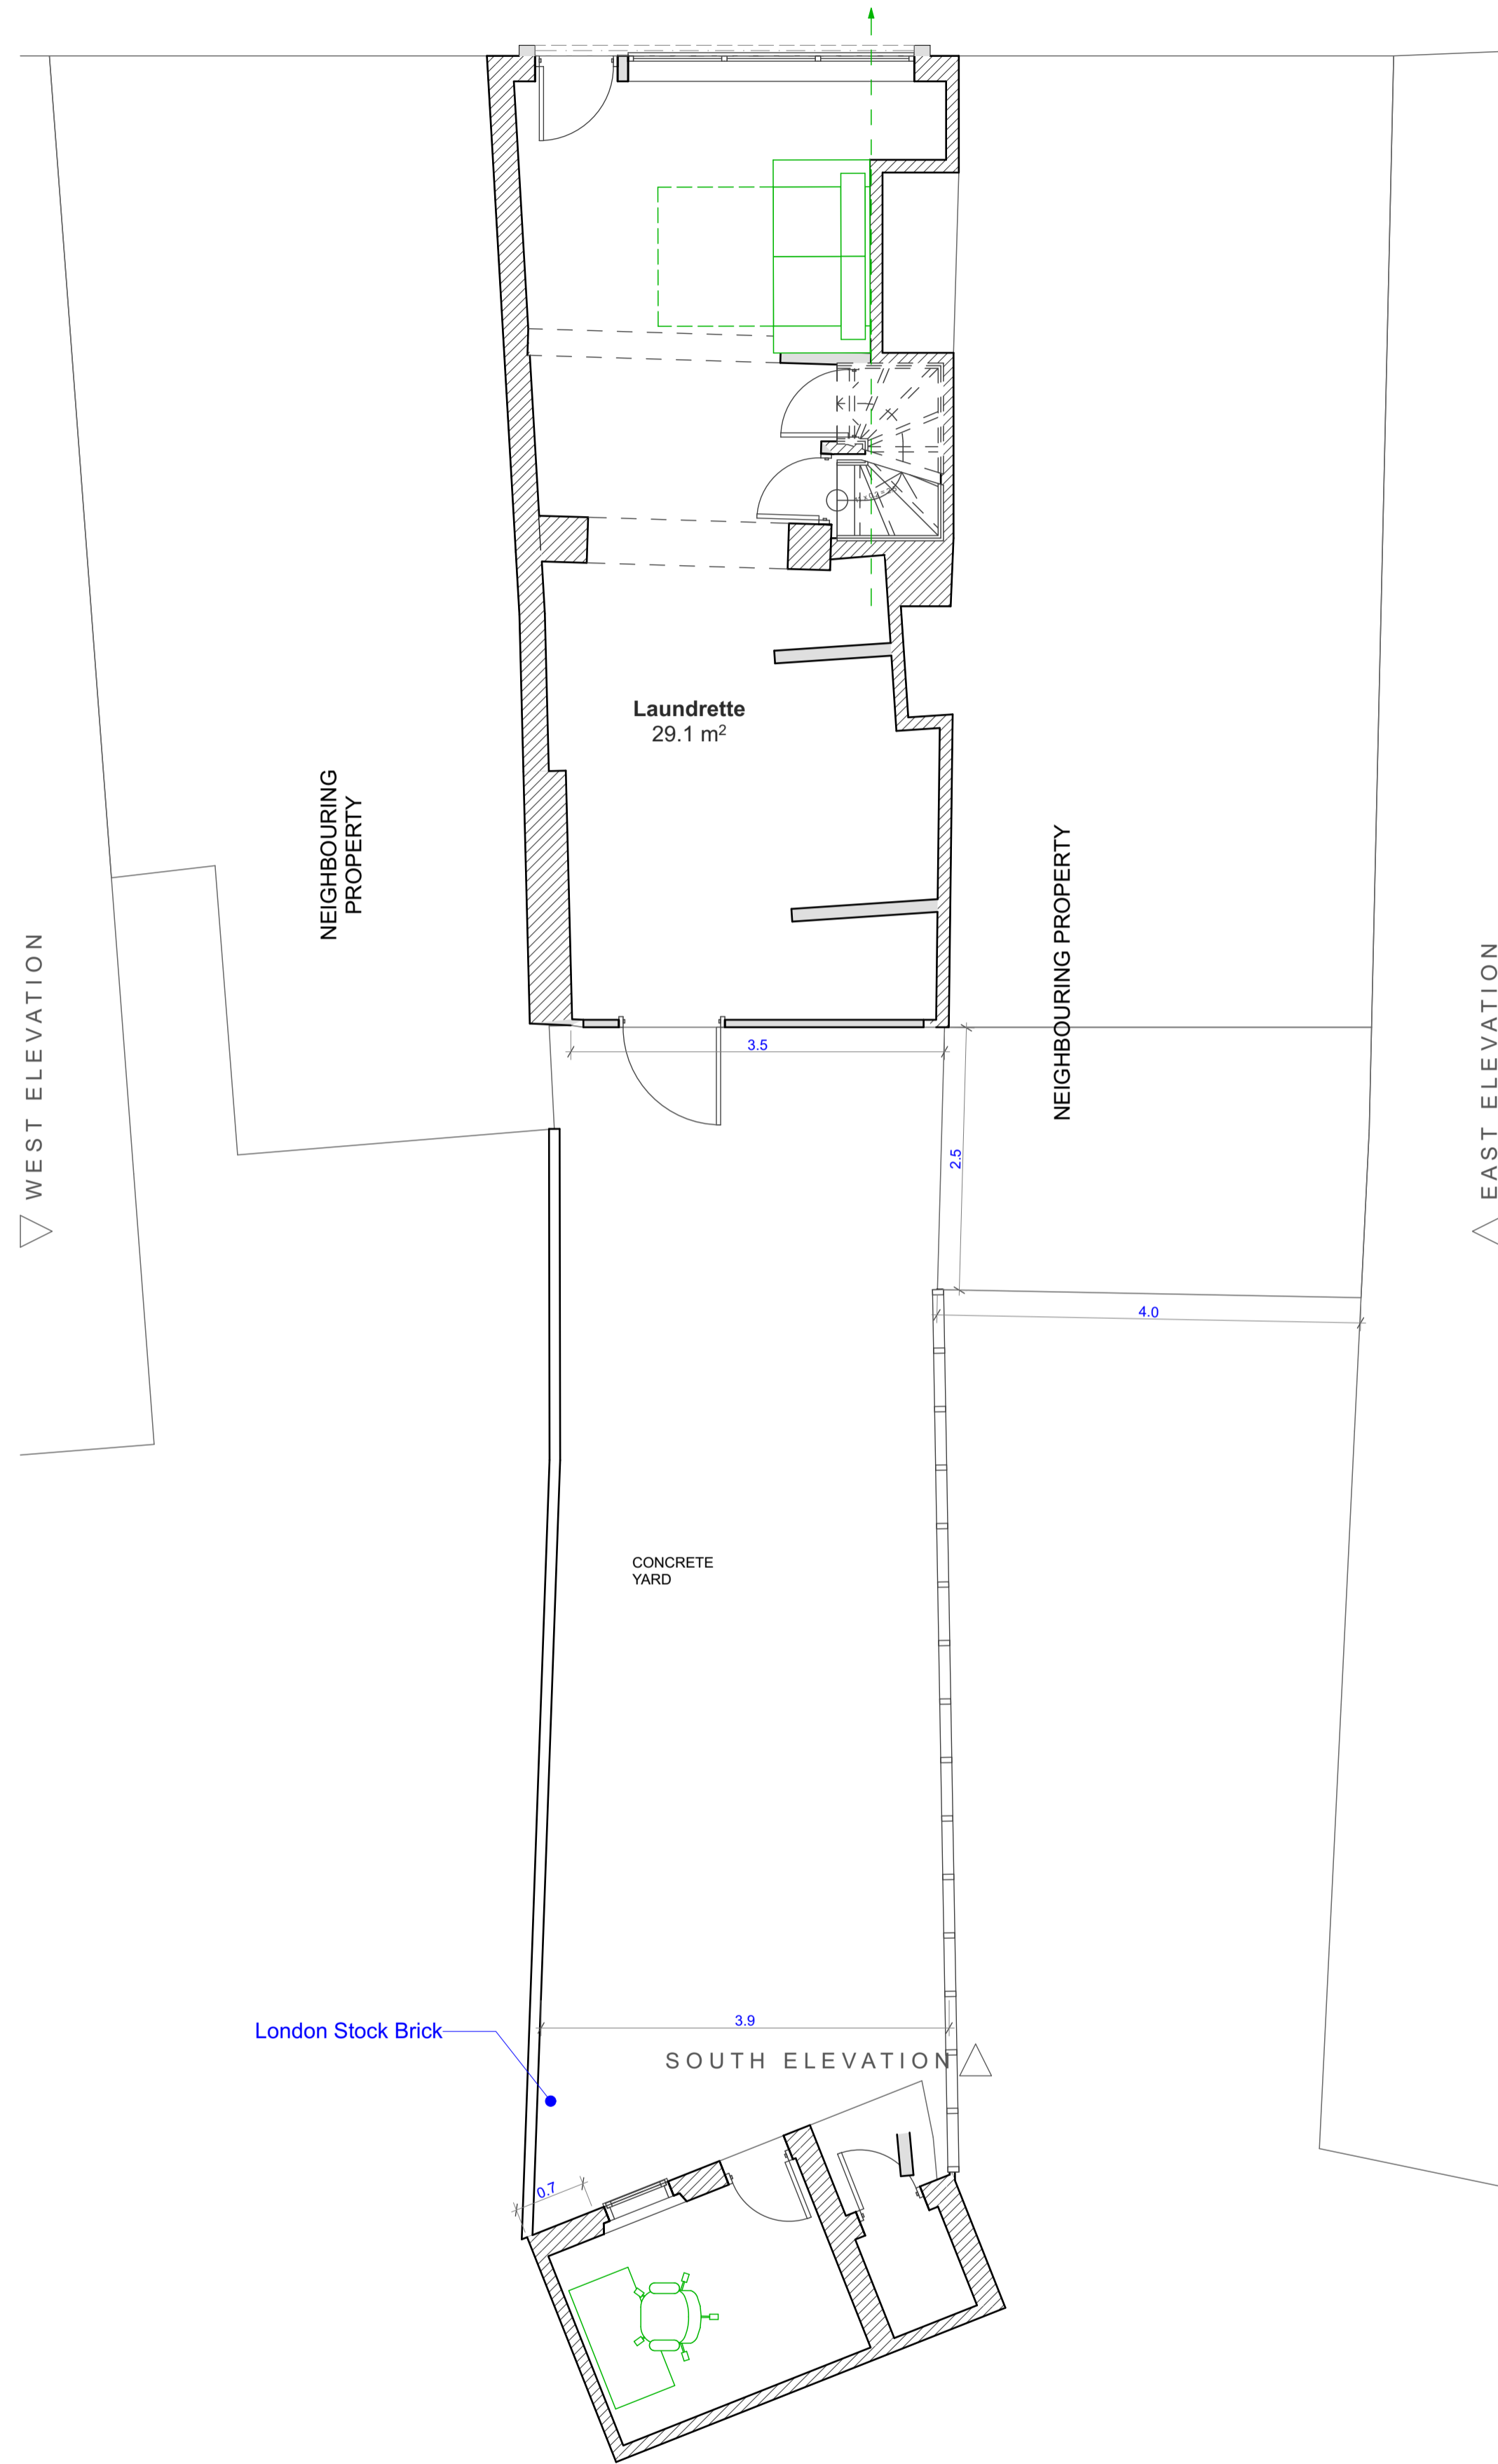 Laundrette
29.1 m²
NEIGHBOURING
PROPERTY
NEIGHBOURING PROPERTY
WEST ELEVATION
EAST ELEVATION
3.5
2.5
4.0
CONCRETE
YARD
London Stock Brick
3.9
SOUTH ELEVATION
0.7